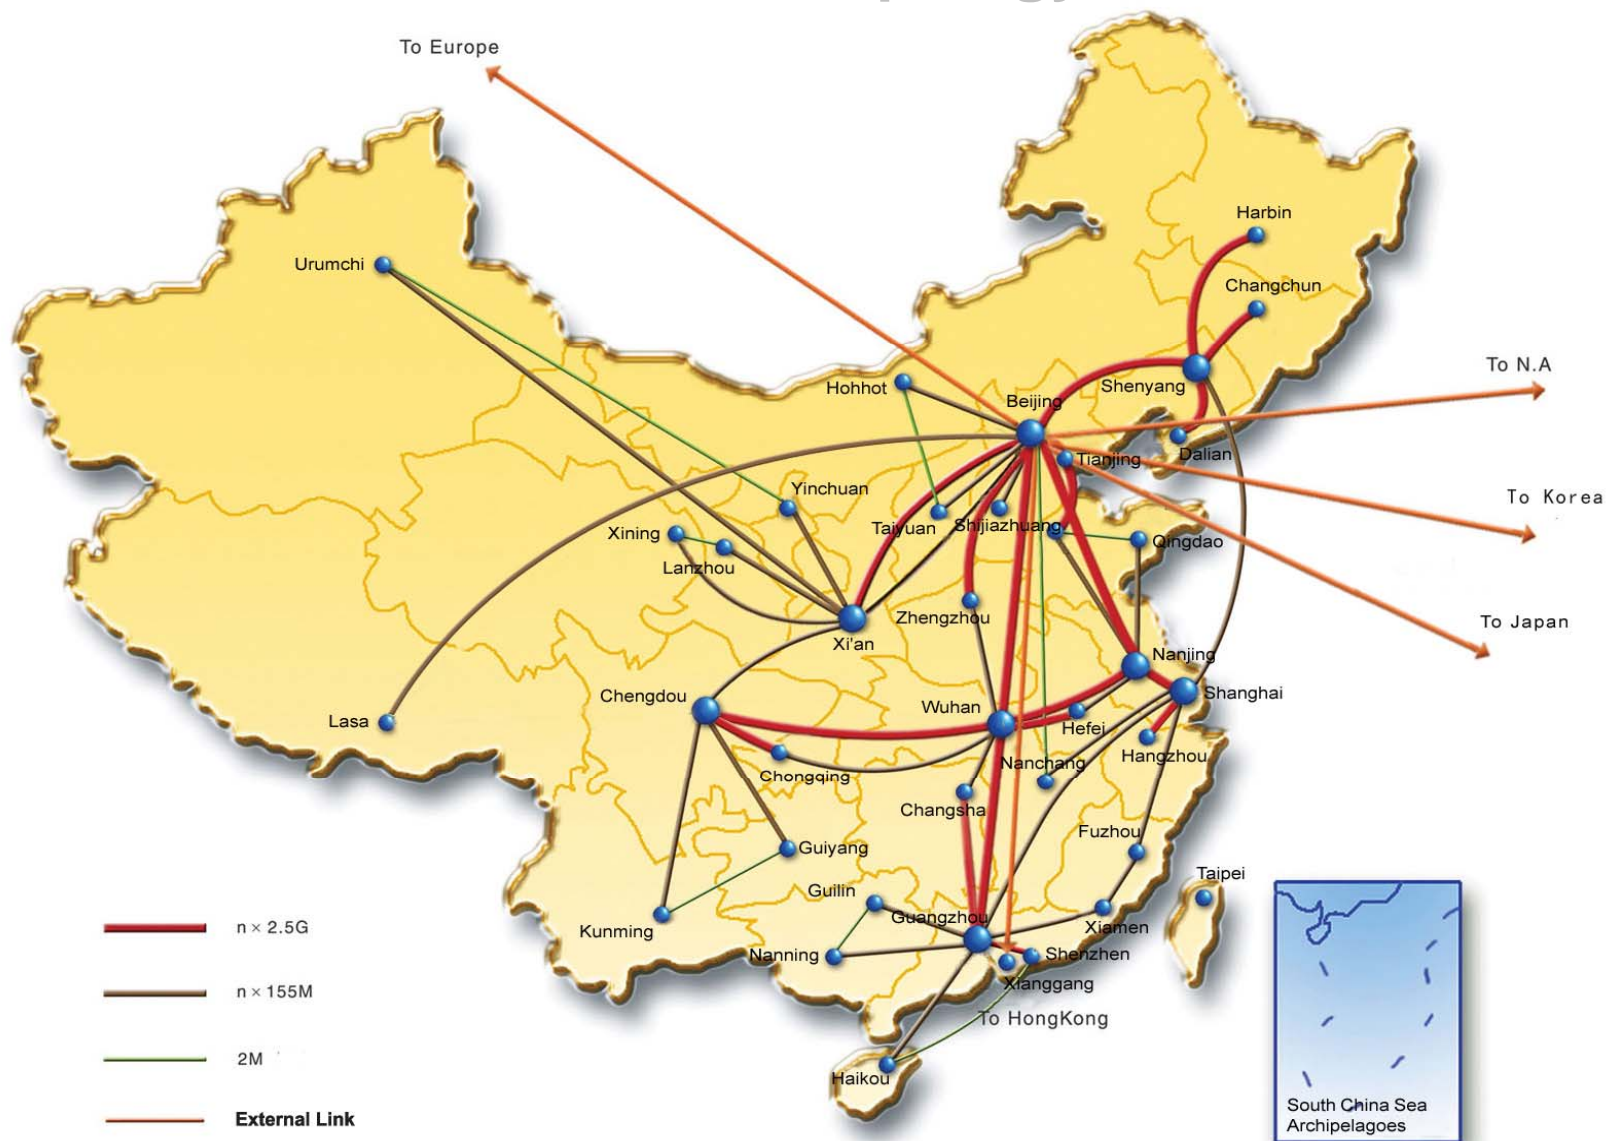 To Europe
Harbin
Urumchi
Changchun
To N.A
Hohhot
Shenyang
Beijing
Dalian
Tianjing
Yinchuan
To Korea
Taiyuan
Shijiazhuang
Xining
Qingdao
Lanzhou
Zhengzhou
To Japan
Xi'an
Nanjing
Chengdou
Shanghai
Wuhan
Lasa
Hefei
Hangzhou
Nanchang
Chongqing
Changsha
Fuzhou
Guiyang
Taipei
Guilin
Guangzhou
n × 2.5G
Kunming
Xiamen
Nanning
Shenzhen
Xianggang
n × 155M
To HongKong
2M
Haikou
South China Sea
Archipelagoes
External Link